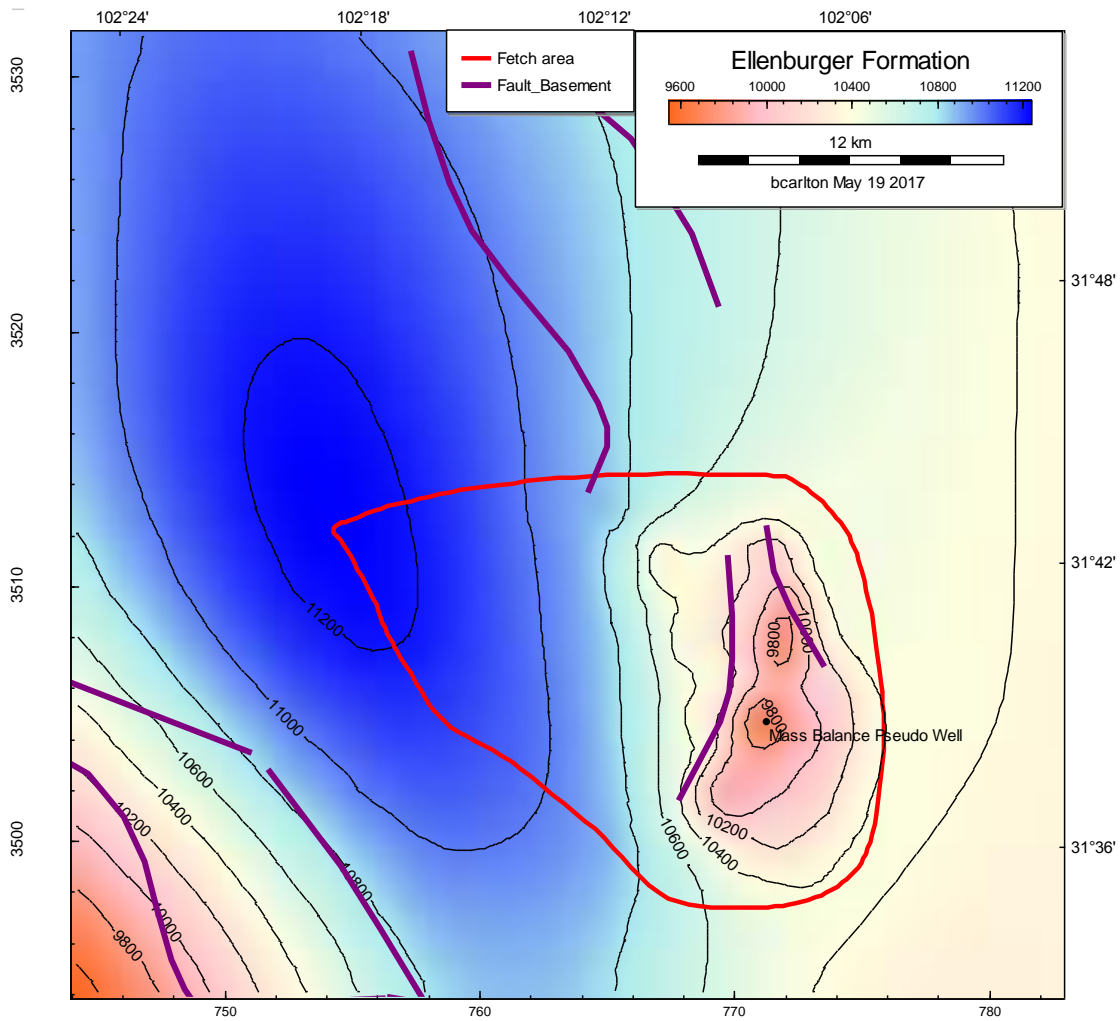 102°24' 102°18' 102°12' 102°06'
Fetch area
Fault_Basement
Ellenburger Formation
9600 10000 10400 10800 11200
12 km
bcarlton May 19 2017
3530
31°48'
3520
31°42'
3510
11200
10000
9800
9800
Mass Balance Pseudo Well
11000
10600
10400
10200
10200
10600
10400
3500
31°36'
10800
10000
9800
750 760 770 780